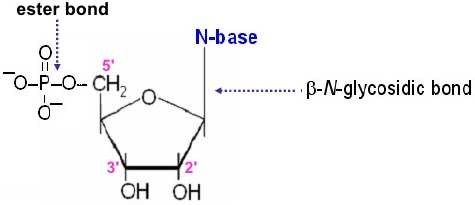 ester bond
N-base
O
5'
⁻O-P-O-CH₂
O
β-N-glycosidic bond
O⁻
3'
2'
OH
OH